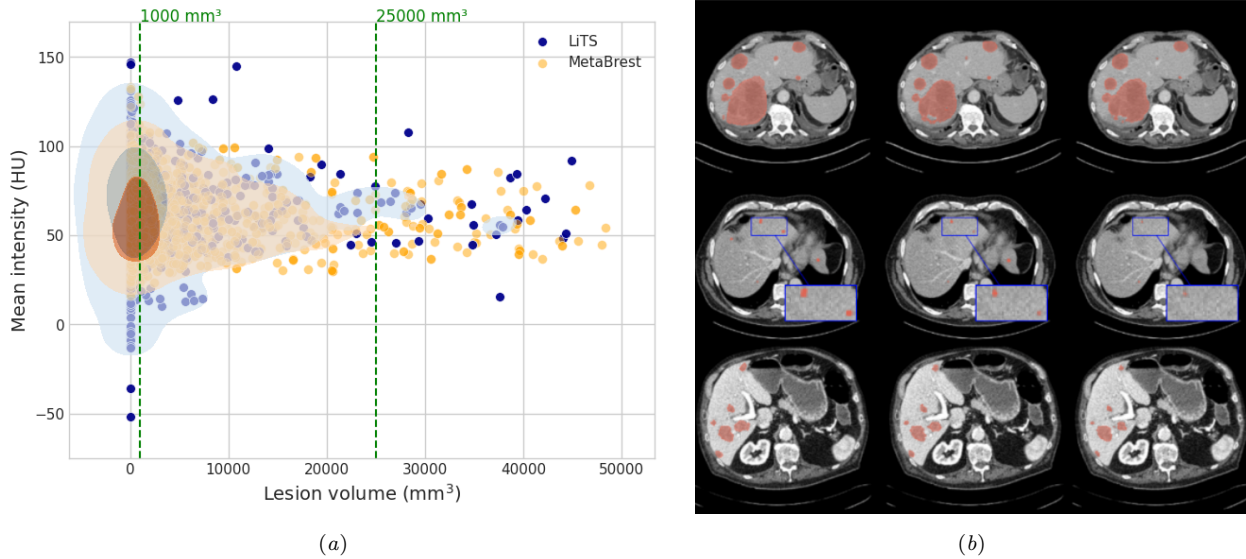 1000 mm³
25000 mm³
LiTS
MetaBrest
150
100
50
0
−50
Mean intensity (HU)
0
10000
20000
30000
40000
50000
Lesion volume (mm³)
(a)
(b)